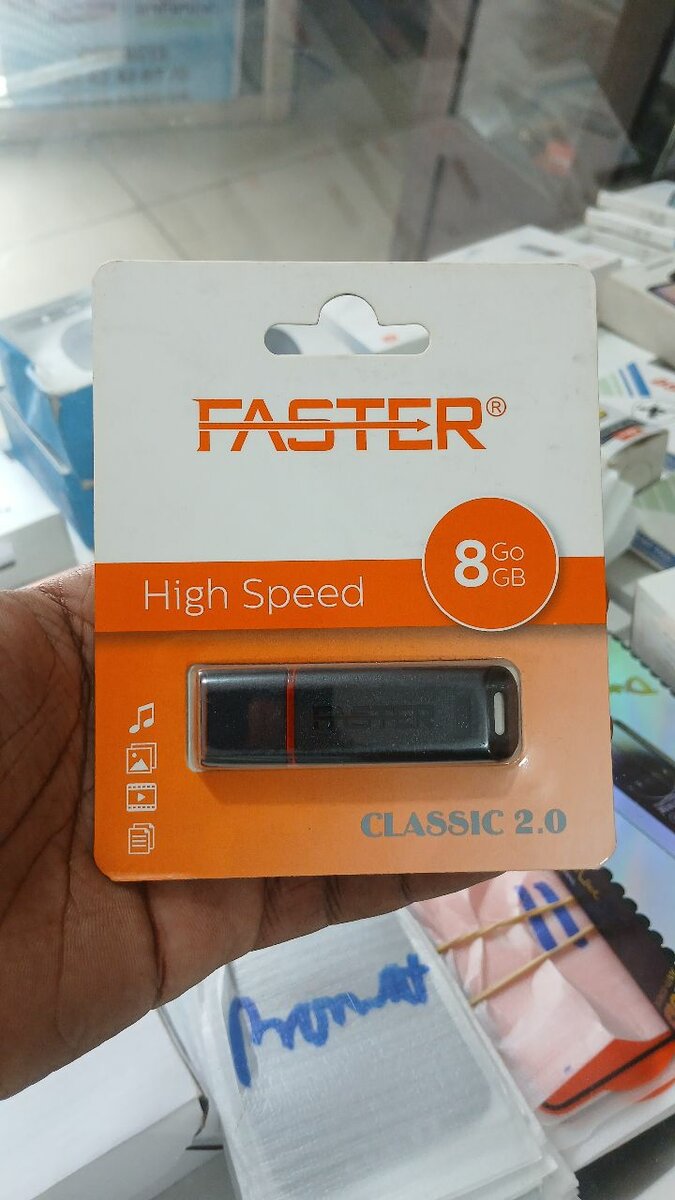 FASTER®
8 Go
GB
High Speed
FASTER
CLASSIC 2.0